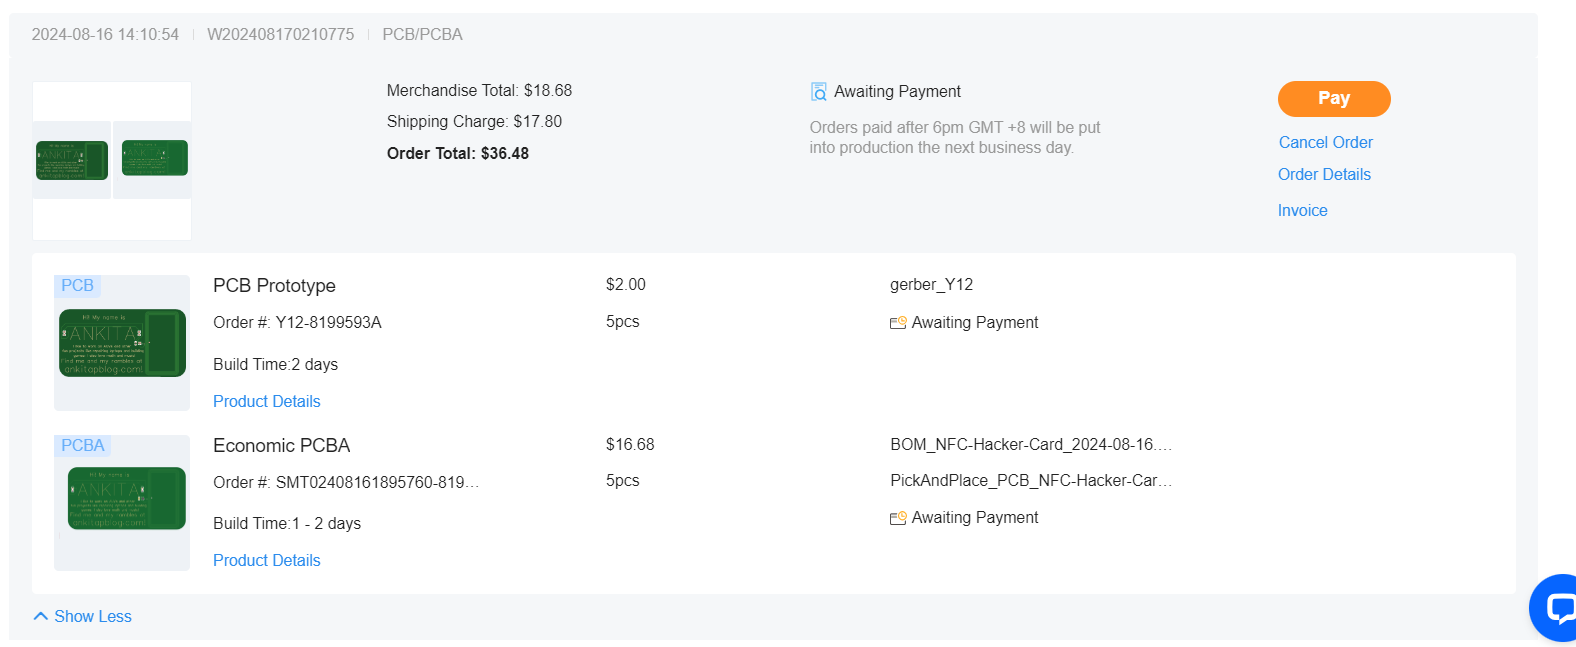 2024-08-16 14:10:54 W202408170210775 PCB/PCBA
Merchandise Total: $18.68
Shipping Charge: $17.80
Order Total: $36.48
Awaiting Payment
Orders paid after 6pm GMT +8 will be put
into production the next business day.
Pay
Cancel Order
Order Details
Invoice
ANKITA
PCB
Hi! My name is
ANKITA
Find me and my rambles at
ankitapblog.com!
PCB Prototype
Order #: Y12-8199593A
Build Time:2 days
Product Details
$2.00
5pcs
gerber_Y12
Awaiting Payment
PCBA
Hi! My name is
ANKITA
Find me and my rambles at
ankitapblog.com!
Economic PCBA
Order #: SMT02408161895760-819...
Build Time:1 - 2 days
Product Details
$16.68
5pcs
BOM_NFC-Hacker-Card_2024-08-16....
PickAndPlace_PCB_NFC-Hacker-Car...
Awaiting Payment
Show Less